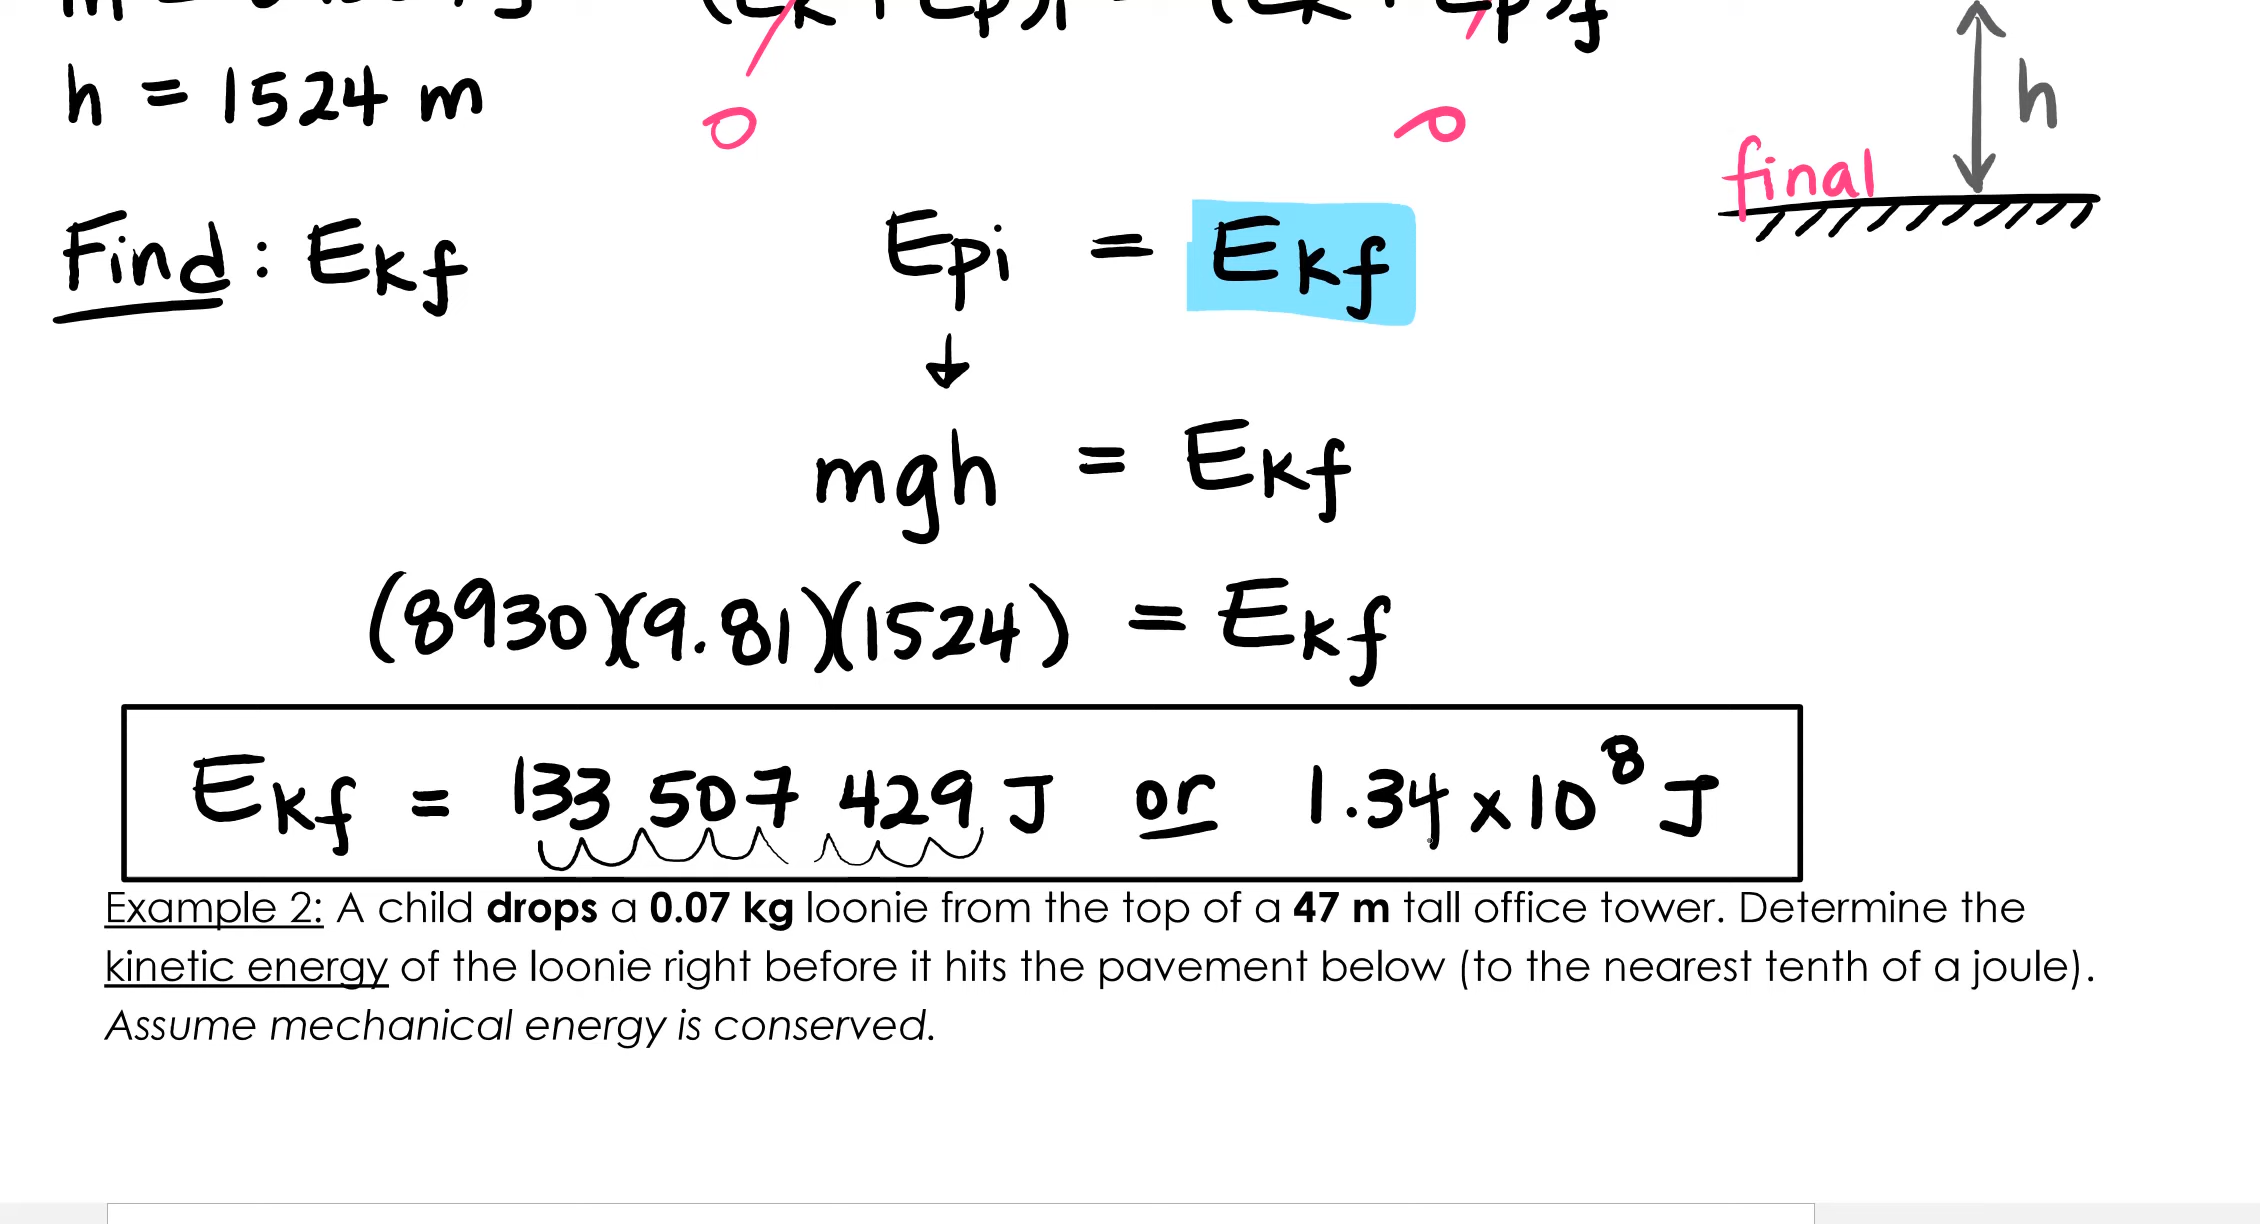 h = 1524 m
0 0
h
final
Find : Ekf
Epi = Ekf
mgh = Ekf
(8930)(9.81)(1524) = Ekf
Ekf = 133 507 429 J or 1.34 x 10⁸ J
Example 2: A child drops a 0.07 kg loonie from the top of a 47 m tall office tower. Determine the
kinetic energy of the loonie right before it hits the pavement below (to the nearest tenth of a joule).
Assume mechanical energy is conserved.